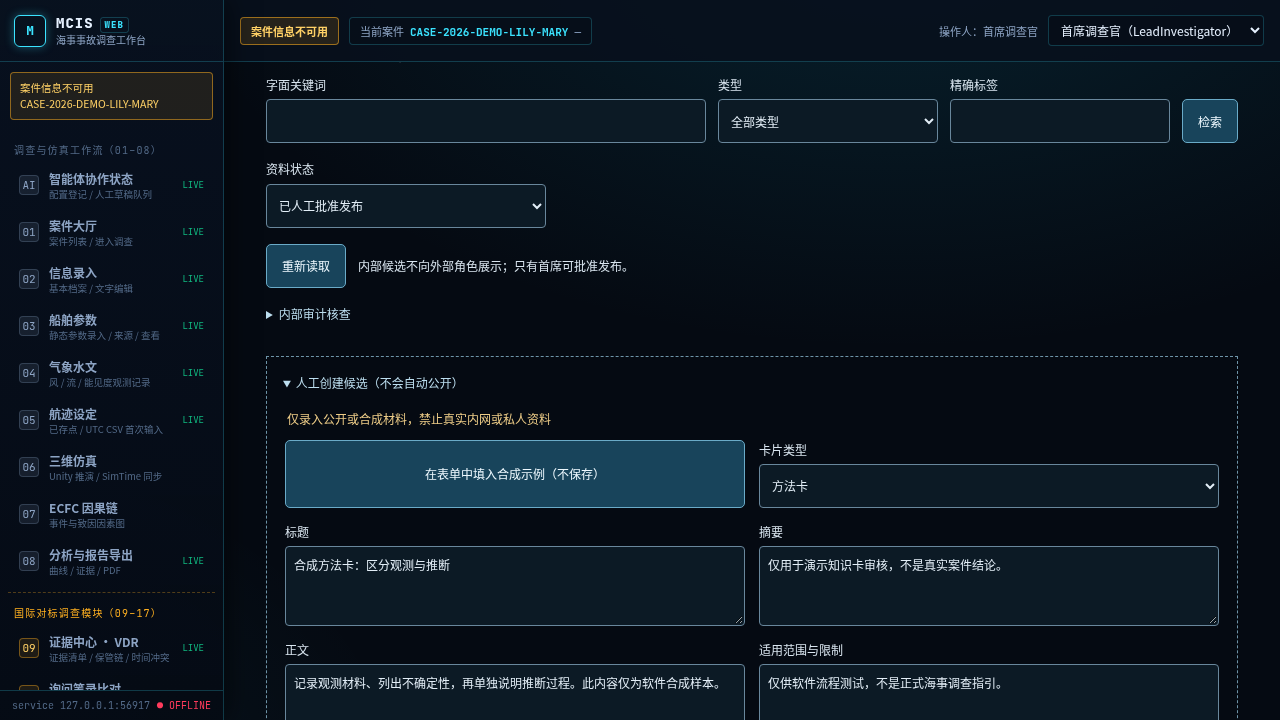 M
MCIS WEB
海事事故调查工作台
案件信息不可用
当前案件 CASE-2026-DEMO-LILY-MARY —
操作人：首席调查官
首席调查官（LeadInvestigator）
案件信息不可用
CASE-2026-DEMO-LILY-MARY
调查与仿真工作流（01–08）
AI
智能体协作状态
配置登记 / 人工草稿队列
LIVE
01
案件大厅
案件列表 / 进入调查
LIVE
02
信息录入
基本档案 / 文字编辑
LIVE
03
船舶参数
静态参数录入 / 来源 / 查看
LIVE
04
气象水文
风 / 流 / 能见度观测记录
LIVE
05
航迹设定
已存点 / UTC CSV 首次输入
LIVE
06
三维仿真
Unity 推演 / SimTime 同步
07
ECFC 因果链
事件与致因因素图
08
分析与报告导出
曲线 / 证据 / PDF
LIVE
国际对标调查模块（09–17）
09
证据中心 · VDR
证据清单 / 保管链 / 时间冲突
LIVE
询问笔录比对
service 127.0.0.1:56917
OFFLINE
字面关键词
类型
全部类型
精确标签
检索
资料状态
已人工批准发布
重新读取
内部候选不向外部角色展示；只有首席可批准发布。
内部审计核查
人工创建候选（不会自动公开）
仅录入公开或合成材料，禁止真实内网或私人资料
在表单中填入合成示例（不保存）
卡片类型
方法卡
标题
合成方法卡：区分观测与推断
摘要
仅用于演示知识卡审核，不是真实案件结论。
正文
记录观测材料、列出不确定性，再单独说明推断过程。此内容仅为软件合成样本。
适用范围与限制
仅供软件流程测试，不是正式海事调查指引。